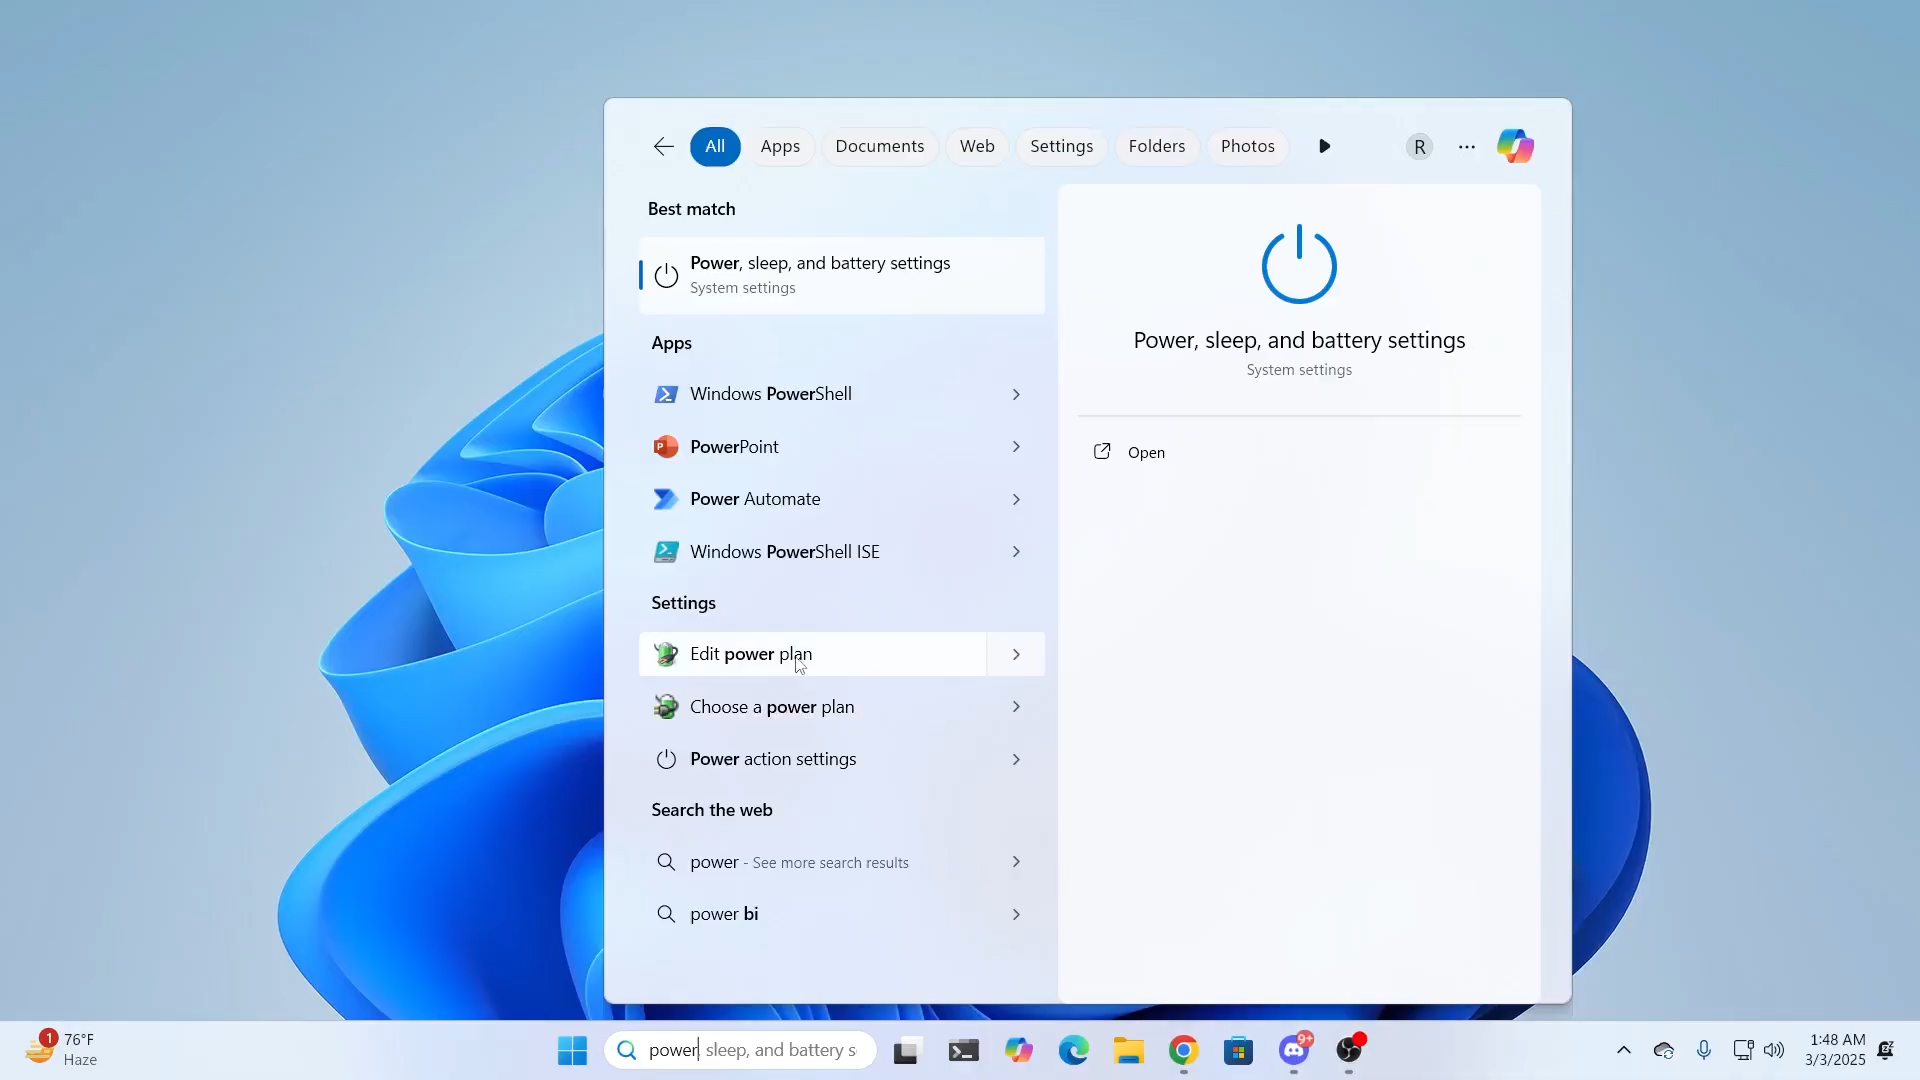 All
Apps
Documents
Web
Settings
Folders
Photos
R
Best match
Power, sleep, and battery settings
System settings
Apps
Windows PowerShell
PowerPoint
Power Automate
Windows PowerShell ISE
Settings
Edit power plan
Choose a power plan
Power action settings
Search the web
power - See more search results
power bi
Power, sleep, and battery settings
System settings
Open
1
76°F
Haze
power sleep, and battery s
9+
1:48 AM
3/3/2025